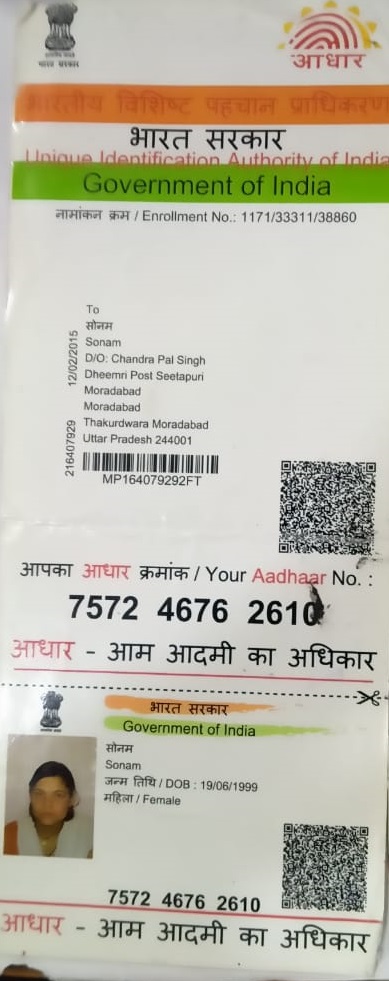 भारत सरकार
आधार
भारतीय विशिष्ट पहचान प्राधिकरण
भारत सरकार
Unique Identification Authority of India
Government of India
नामांकन क्रम / Enrollment No.: 1171/33311/38860
To
सोनम
Sonam
D/O: Chandra Pal Singh
Dheemri Post Seetapuri
Moradabad
Moradabad
Thakurdwara Moradabad
Uttar Pradesh 244001
216407929 12/02/2015
MP164079292FT
आपका आधार क्रमांक / Your Aadhaar No. :
7572 4676 2610
आधार - आम आदमी का अधिकार
भारत सरकार
Government of India
सोनम
Sonam
जन्म तिथि / DOB : 19/06/1999
महिला / Female
7572 4676 2610
आधार - आम आदमी का अधिकार